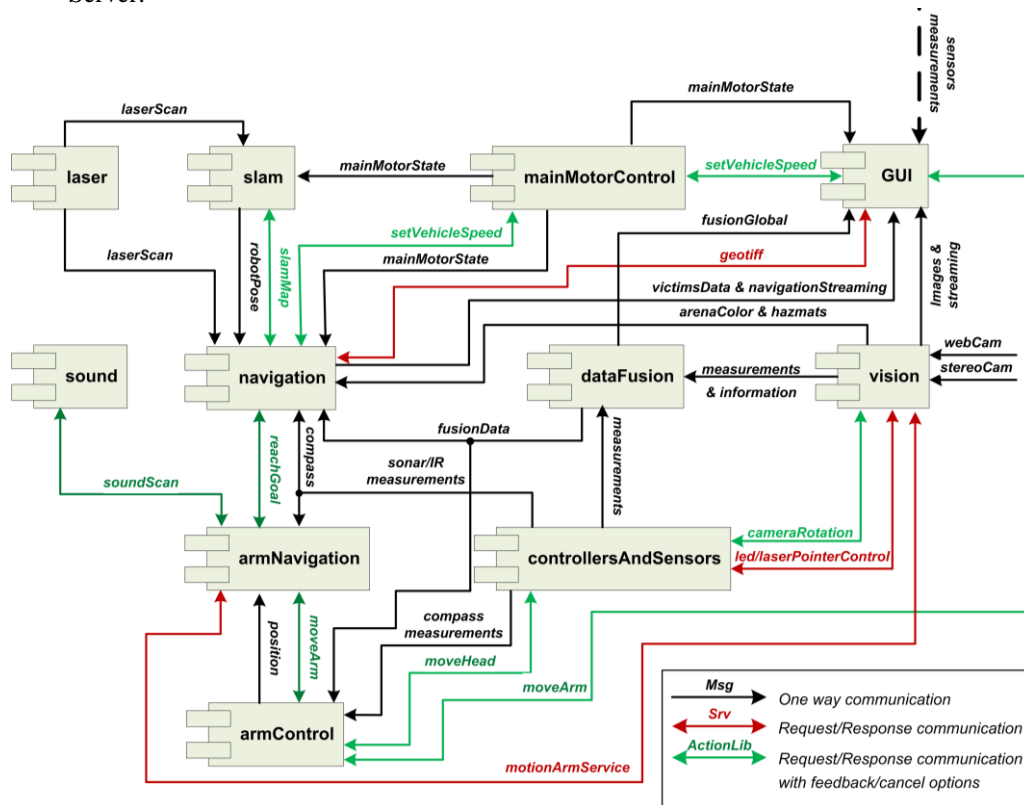 Server.
sensors
measurements
mainMotorState
laserScan
laser
slam
mainMotorState
mainMotorControl
setVehicleSpeed
GUI
fusionGlobal
setVehicleSpeed
laserScan
roboPose
slamMap
mainMotorState
geotiff
victimsData & navigationStreaming
Images &
streaming
arenaColor & hazmats
webCam
stereoCam
sound
navigation
dataFusion
measurements
& information
vision
fusionData
reachGoal
compass
sonar/IR
measurements
measurements
soundScan
cameraRotation
led/laserPointerControl
armNavigation
controllersAndSensors
position
moveArm
compass
measurements
moveHead
moveArm
armControl
motionArmService
Msg
One way communication
Srv
Request/Response communication
ActionLib
Request/Response communication
with feedback/cancel options